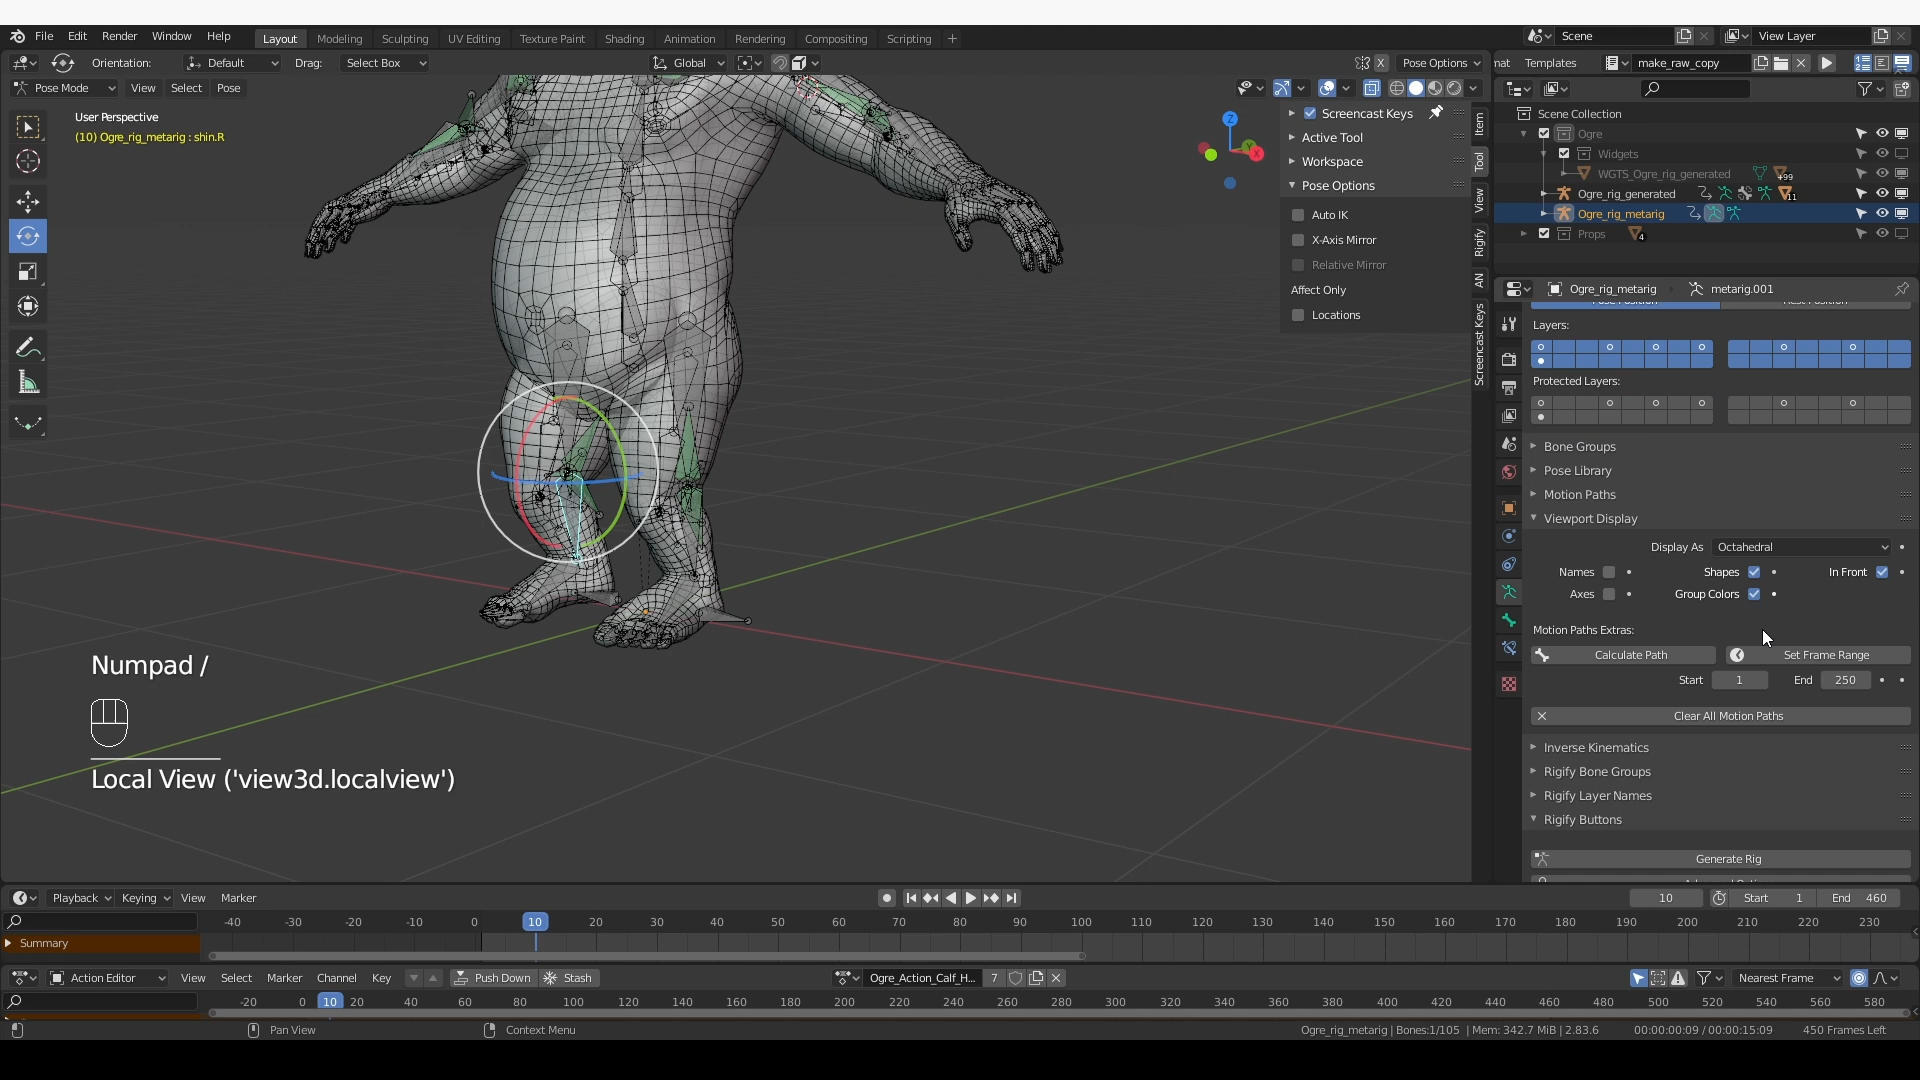 File Edit Render Window Help Layout Modeling Sculpting UV Editing Texture Paint Shading Animation Rendering Compositing Scripting + Scene View Layer
Orientation: Default Drag: Select Box Global X Pose Options mat Templates make_raw_copy
Pose Mode View Select Pose
User Perspective
(10) Ogre_rig_metarig : shin.R
Screencast Keys
Active Tool
Workspace
Pose Options
Auto IK
X-Axis Mirror
Relative Mirror
Affect Only
Locations
Item
Tool
View
Rigify
AN
Screencast Keys
Z
X
Scene Collection
Ogre
Widgets
WGTS_Ogre_rig_generated +99
Ogre_rig_generated 11
Ogre_rig_metarig
Props 4
Ogre_rig_metarig metarig.001
Layers:
Protected Layers:
Bone Groups
Pose Library
Motion Paths
Viewport Display
Display As Octahedral
Names Shapes In Front
Axes Group Colors
Motion Paths Extras:
Calculate Path Set Frame Range
Start 1 End 250
Clear All Motion Paths
Inverse Kinematics
Rigify Bone Groups
Rigify Layer Names
Rigify Buttons
Generate Rig
Numpad /
Local View ('view3d.localview')
Playback Keying View Marker 10 Start 1 End 460
-40 -30 -20 -10 0 10 20 30 40 50 60 70 80 90 100 110 120 130 140 150 160 170 180 190 200 210 220 230
Summary
Action Editor View Select Marker Channel Key Push Down Stash Ogre_Action_Calf_H... 7 Nearest Frame
-20 0 10 20 40 60 80 100 120 140 160 180 200 220 240 260 280 300 320 340 360 380 400 420 440 460 480 500 520 540 560 580
Pan View Context Menu Ogre_rig_metarig | Bones:1/105 | Mem: 342.7 MiB | 2.83.6 00:00:00:09 / 00:00:15:09 450 Frames Left